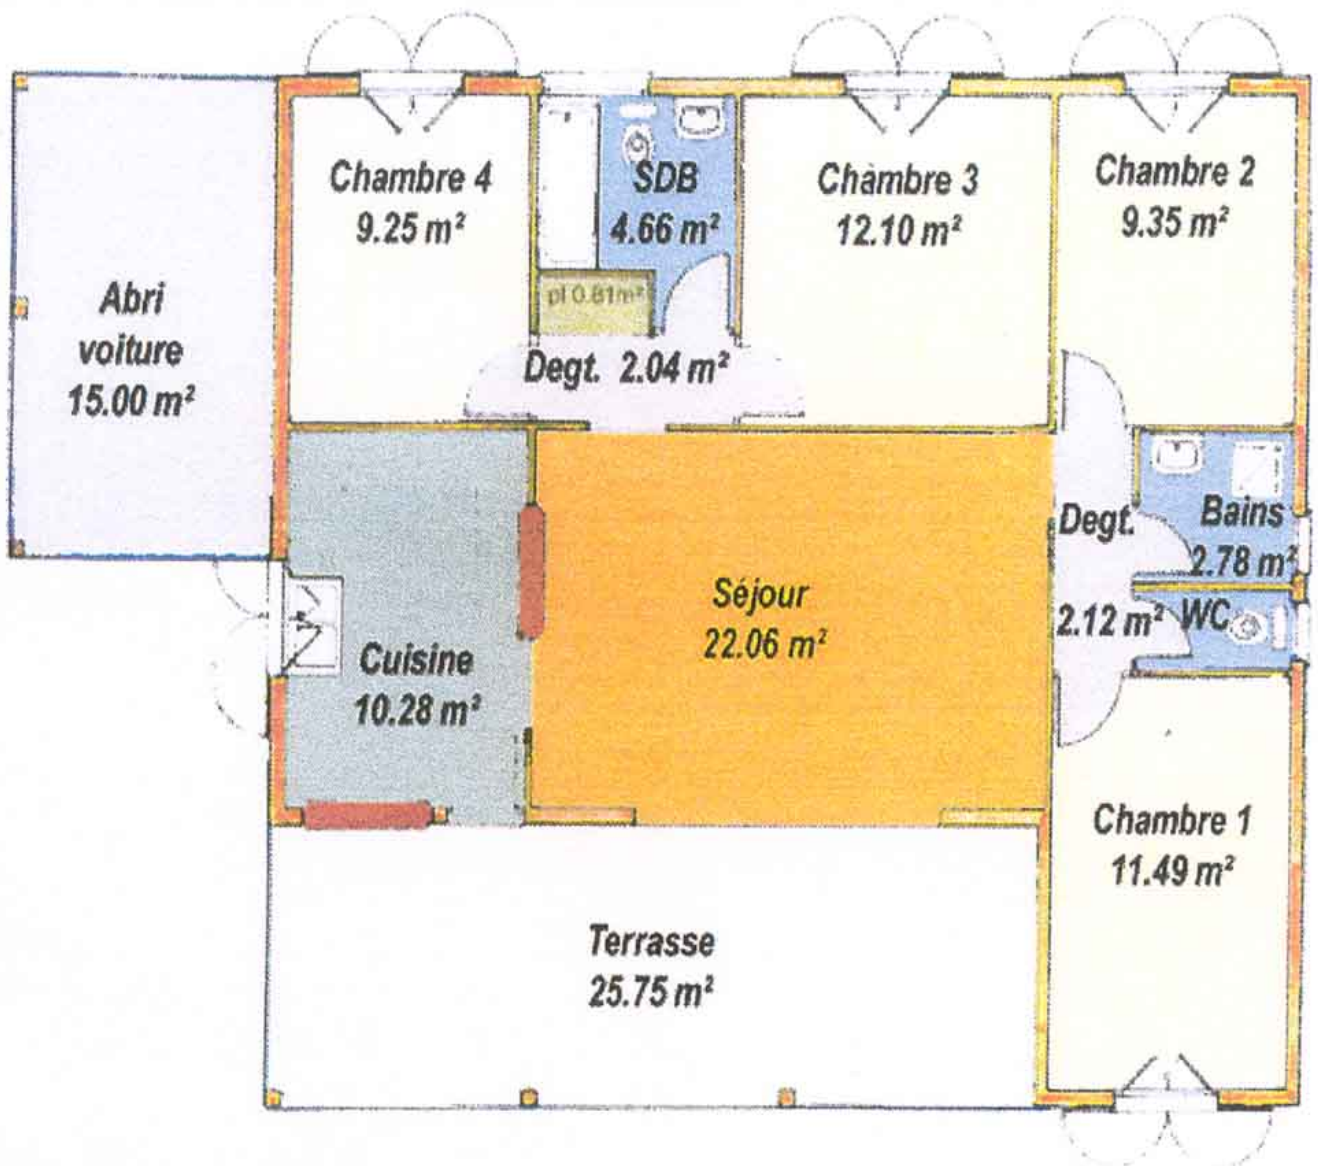 Chambre 4
9.25 m²
SDB
4.66 m²
Chambre 3
12.10 m²
Chambre 2
9.35 m²
Abri
voiture
15.00 m²
pl 0.81m²
Degt. 2.04 m²
Degt.
2.12 m²
Bains
2.78 m²
WC
Séjour
22.06 m²
Cuisine
10.28 m²
Chambre 1
11.49 m²
Terrasse
25.75 m²